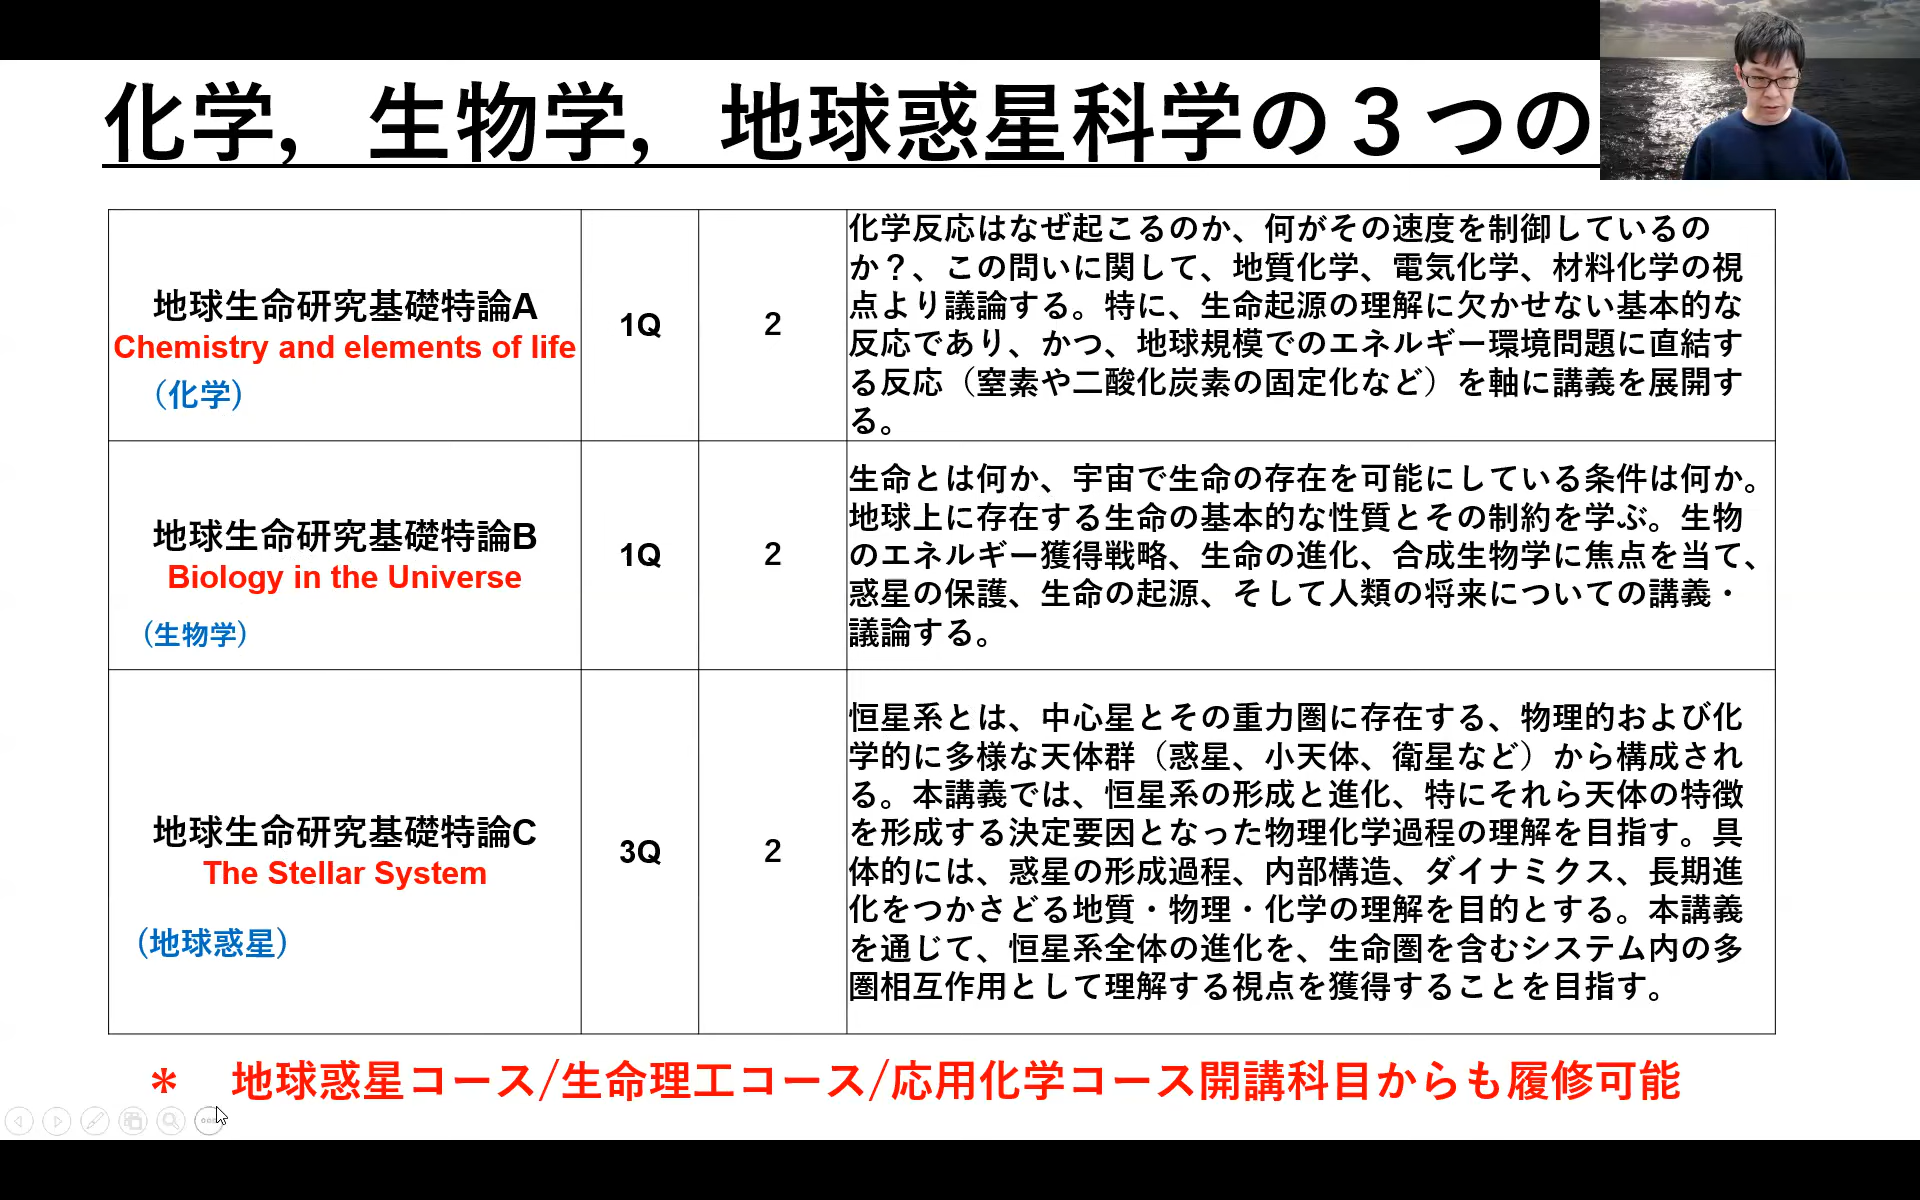 化学，生物学，地球惑星科学の３つの
地球生命研究基礎特論A
Chemistry and elements of life
（化学）
1Q
2
化学反応はなぜ起こるのか、何がその速度を制御しているの
か？、この問いに関して、地質化学、電気化学、材料化学の視
点より議論する。特に、生命起源の理解に欠かせない基本的な
反応であり、かつ、地球規模でのエネルギー環境問題に直結す
る反応（窒素や二酸化炭素の固定化など）を軸に講義を展開す
る。
地球生命研究基礎特論B
Biology in the Universe
（生物学）
1Q
2
生命とは何か、宇宙で生命の存在を可能にしている条件は何か。
地球上に存在する生命の基本的な性質とその制約を学ぶ。生物
のエネルギー獲得戦略、生命の進化、合成生物学に焦点を当て、
惑星の保護、生命の起源、そして人類の将来についての講義・
議論する。
地球生命研究基礎特論C
The Stellar System
（地球惑星）
3Q
2
恒星系とは、中心星とその重力圏に存在する、物理的および化
学的に多様な天体群（惑星、小天体、衛星など）から構成され
る。本講義では、恒星系の形成と進化、特にそれら天体の特徴
を形成する決定要因となった物理化学過程の理解を目指す。具
体的には、惑星の形成過程、内部構造、ダイナミクス、長期進
化をつかさどる地質・物理・化学の理解を目的とする。本講義
を通じて、恒星系全体の進化を、生命圏を含むシステム内の多
圏相互作用として理解する視点を獲得することを目指す。
＊　地球惑星コース/生命理工コース/応用化学コース開講科目からも履修可能